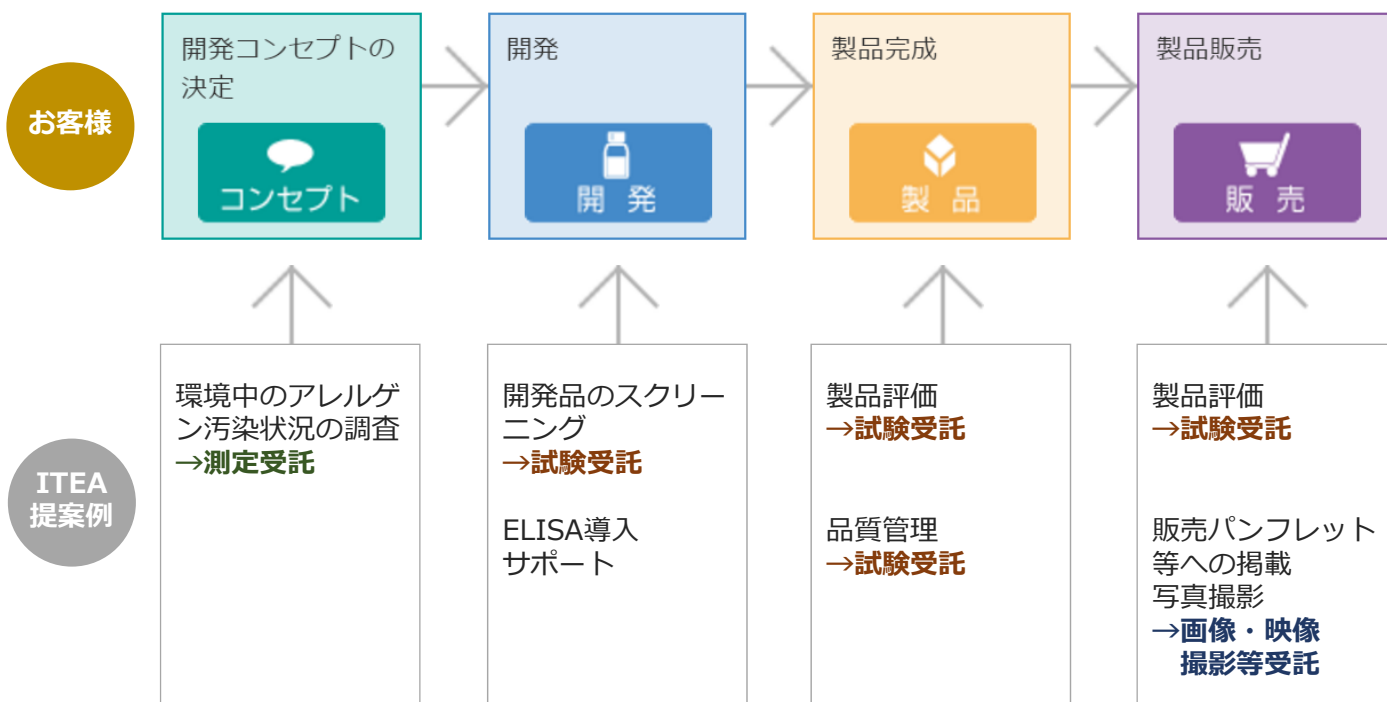 お客様
開発コンセプトの
決定
コンセプト
開発
開 発
製品完成
製 品
製品販売
販 売
ITEA
提案例
環境中のアレルゲ
ン汚染状況の調査
→測定受託
開発品のスクリー
ニング
→試験受託
ELISA導入
サポート
製品評価
→試験受託
品質管理
→試験受託
製品評価
→試験受託
販売パンフレット
等への掲載
写真撮影
→画像・映像
撮影等受託